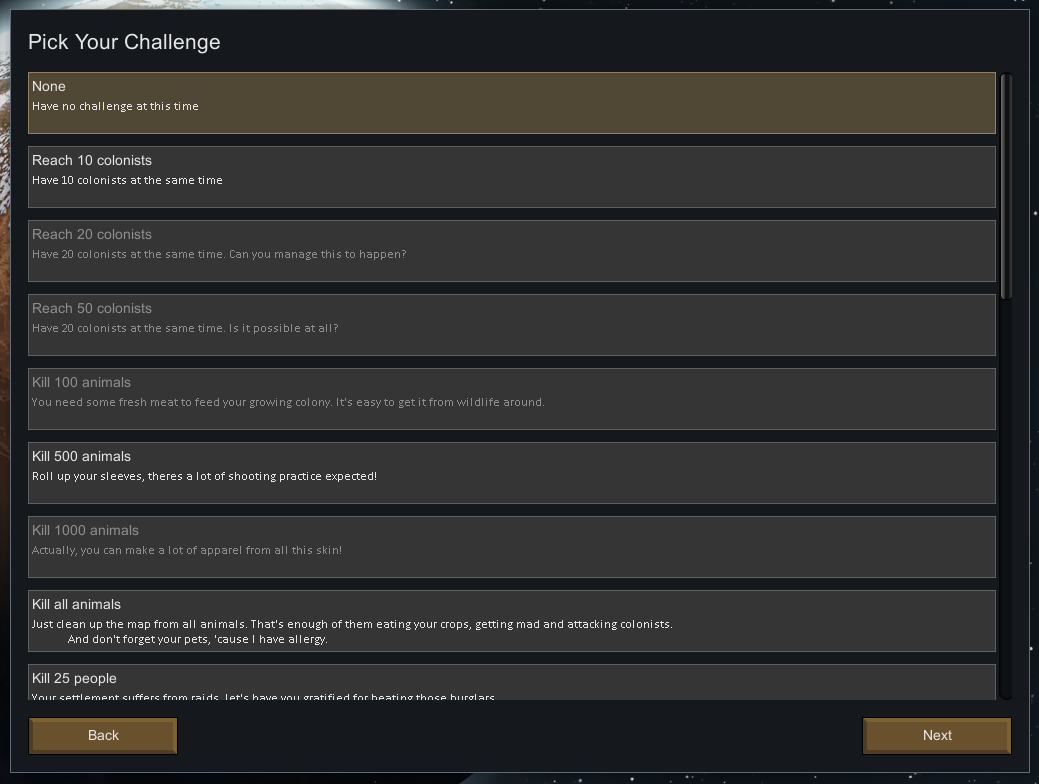 Pick Your Challenge
None
Have no challenge at this time
Reach 10 colonists
Have 10 colonists at the same time
Reach 20 colonists
Have 20 colonists at the same time. Can you manage this to happen?
Reach 50 colonists
Have 20 colonists at the same time. Is it possible at all?
Kill 100 animals
You need some fresh meat to feed your growing colony. It's easy to get it from wildlife around.
Kill 500 animals
Roll up your sleeves, theres a lot of shooting practice expected!
Kill 1000 animals
Actually, you can make a lot of apparel from all this skin!
Kill all animals
Just clean up the map from all animals. That's enough of them eating your crops, getting mad and attacking colonists.
And don't forget your pets, 'cause I have allergy.
Kill 25 people
Your settlement suffers from raids, let's have you gratified for beating those burglars
Back
Next